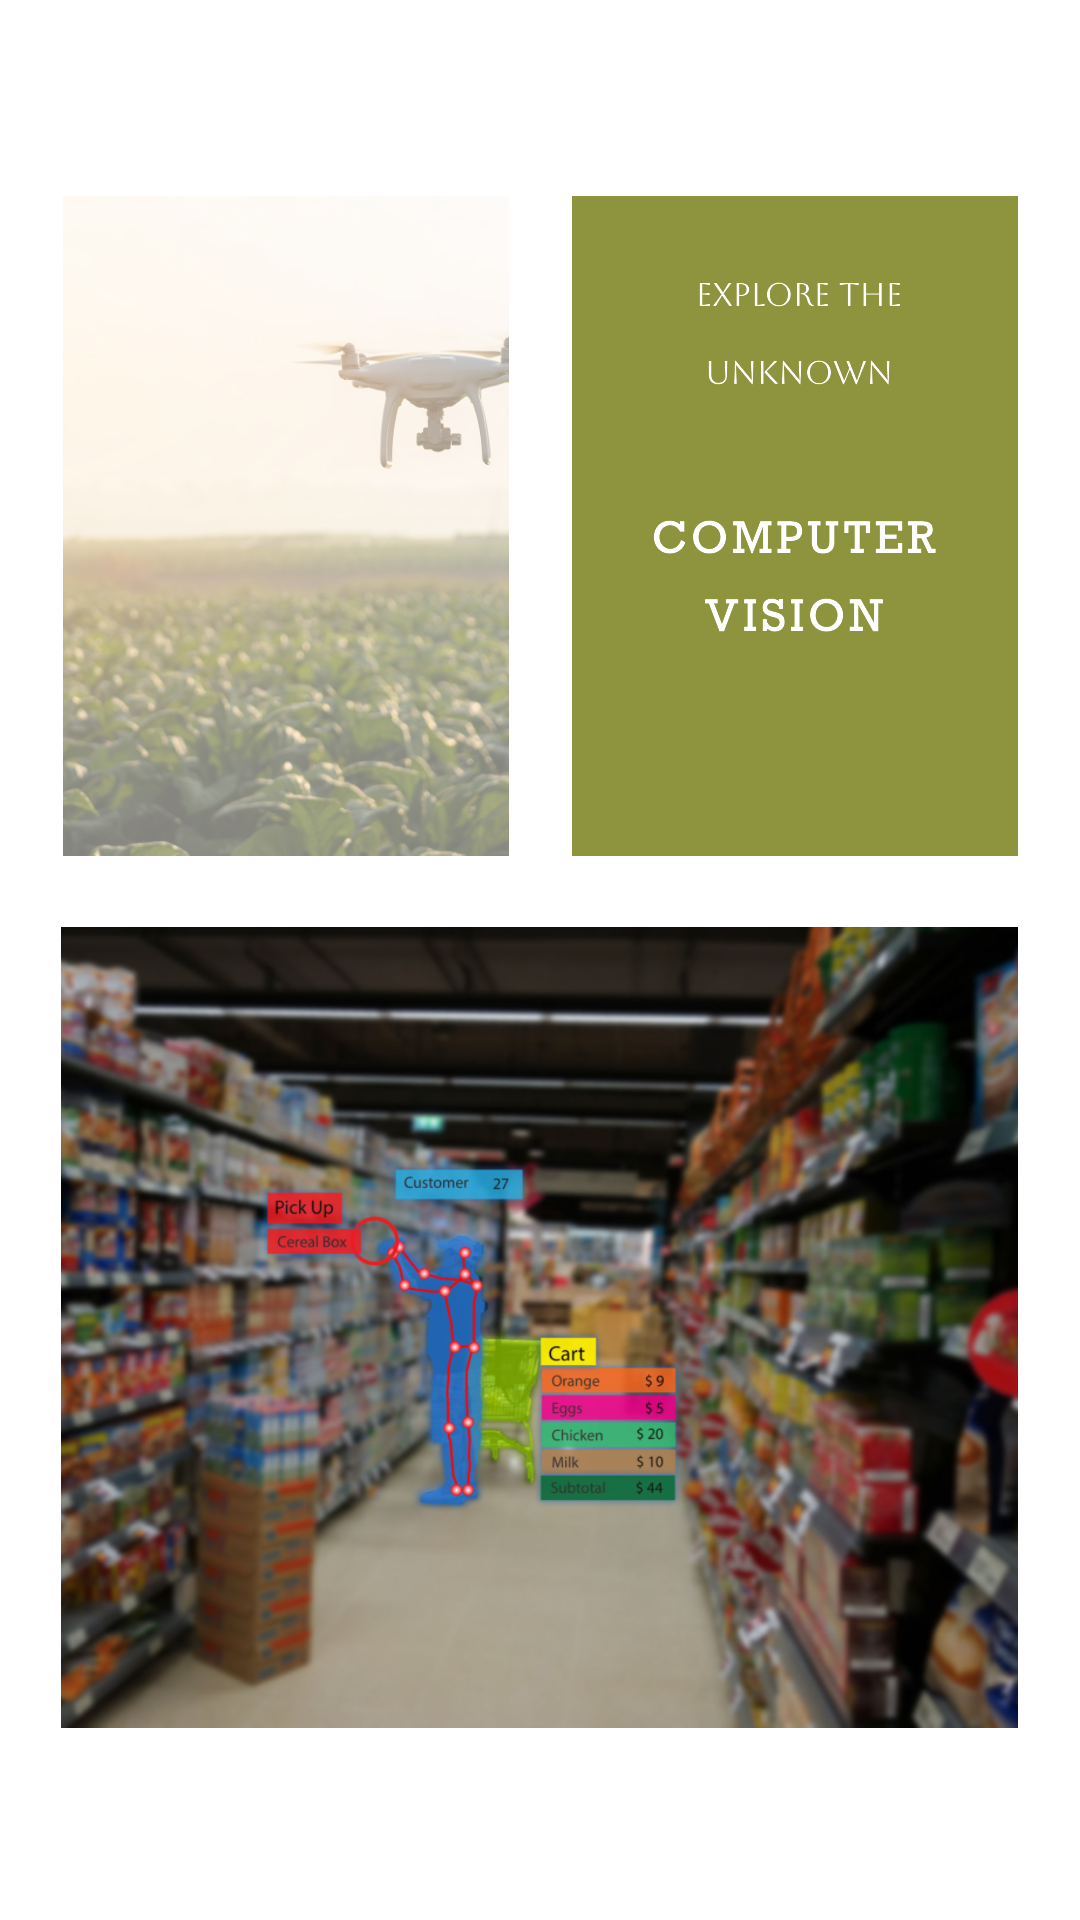 EXPLORE THE
UNKNOWN
COMPUTER
VISION
Customer 27
Pick Up
Cereal Box
Cart
Orange $ 9
Eggs $ 5
Chicken $ 20
Milk $ 10
Subtotal $ 44